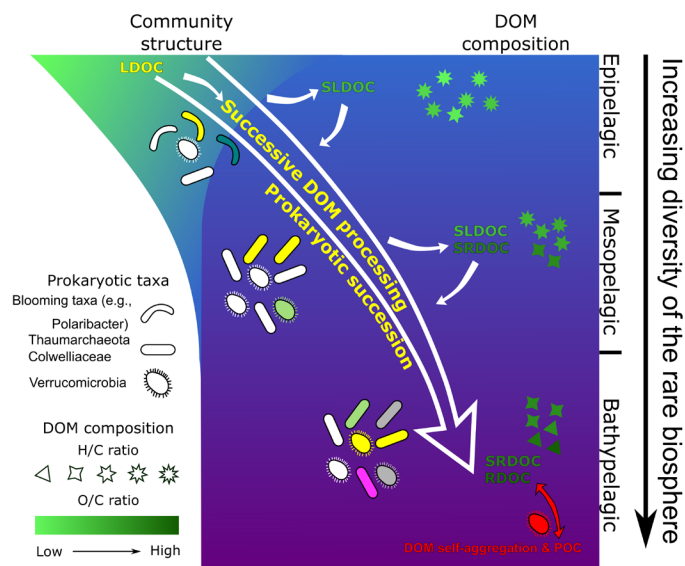 Community
structure
DOM
composition
LDOC
SLDOC
Successive DOM processing
Prokaryotic succession
SLDOC
SRDOC
SRDOC
RDOC
DOM self-aggregation & POC
Epipelagic
Mesopelagic
Bathypelagic
Increasing diversity of the rare biosphere
Prokaryotic taxa
Blooming taxa (e.g.,
Polaribacter)
Thaumarchaeota
Colwelliaceae
Verrucomicrobia
DOM composition
H/C ratio
O/C ratio
Low
High